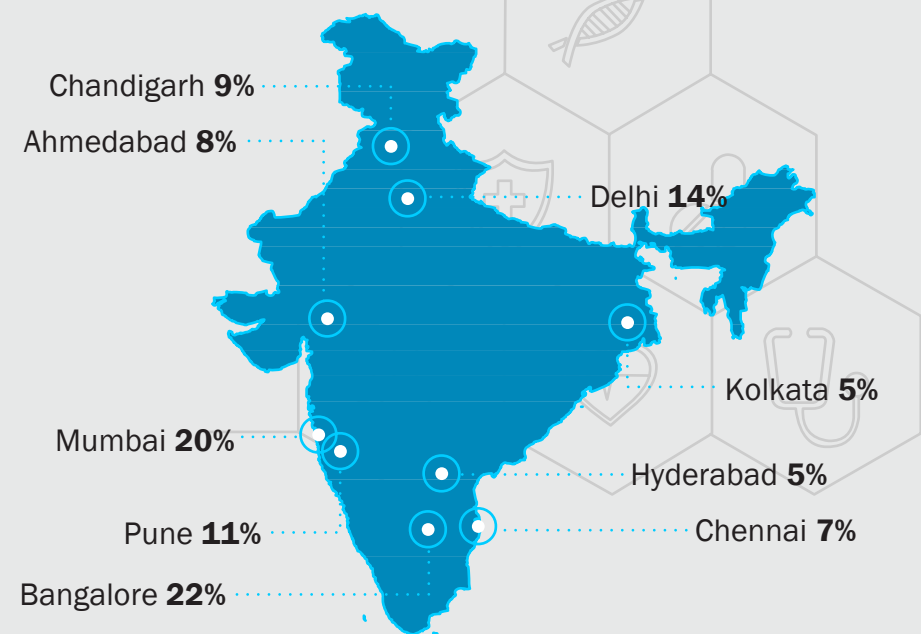 Chandigarh 9%
Ahmedabad 8%
Delhi 14%
Kolkata 5%
Mumbai 20%
Hyderabad 5%
Pune 11%
Chennai 7%
Bangalore 22%